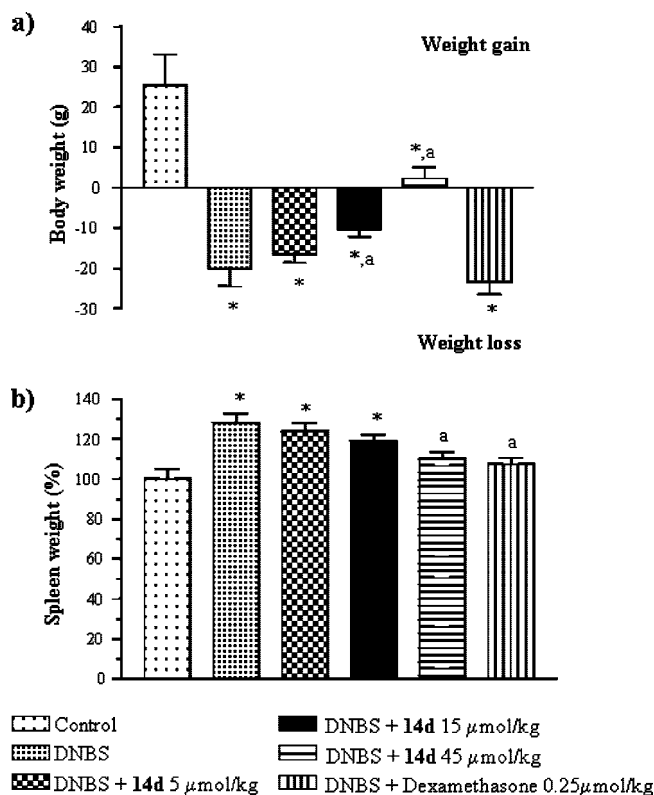 a)
40
30
20
10
0
-10
-20
-30
Body weight (g)
Weight gain
*
*
*,a
*,a
*
Weight loss
b)
140
120
100
80
60
40
20
0
Spleen weight (%)
*
*
*
a
a
Control
DNBS
DNBS + 14d 5 µmol/kg
DNBS + 14d 15 µmol/kg
DNBS + 14d 45 µmol/kg
DNBS + Dexamethasone 0.25µmol/kg